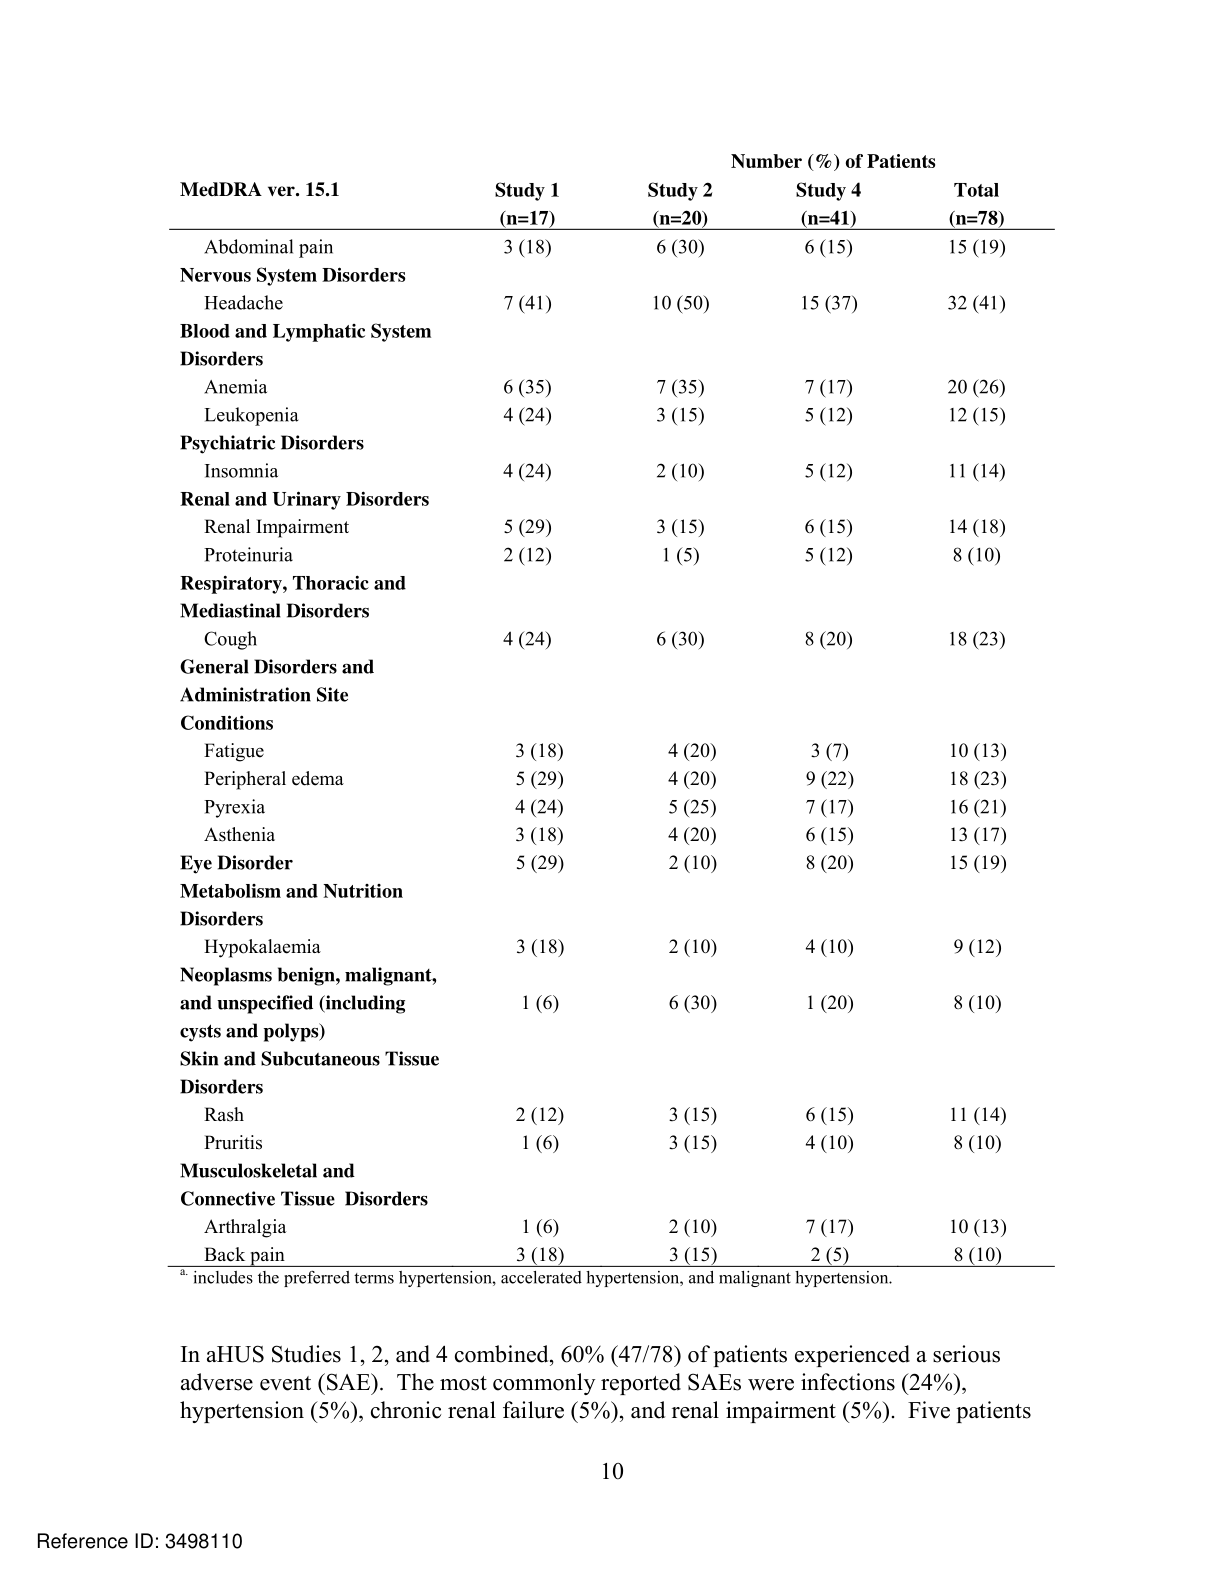 Number (%) of Patients
MedDRA ver. 15.1 Study 1 Study 2 Study 4 Total
(n=17) (n=20) (n=41) (n=78)
Abdominal pain 3 (18) 6 (30) 6 (15) 15 (19)
Nervous System Disorders
Headache 7 (41) 10 (50) 15 (37) 32 (41)
Blood and Lymphatic System
Disorders
Anemia 6 (35) 7 (35) 7 (17) 20 (26)
Leukopenia 4 (24) 3 (15) 5 (12) 12 (15)
Psychiatric Disorders
Insomnia 4 (24) 2 (10) 5 (12) 11 (14)
Renal and Urinary Disorders
Renal Impairment 5 (29) 3 (15) 6 (15) 14 (18)
Proteinuria 2 (12) 1 (5) 5 (12) 8 (10)
Respiratory, Thoracic and
Mediastinal Disorders
Cough 4 (24) 6 (30) 8 (20) 18 (23)
General Disorders and
Administration Site
Conditions
Fatigue 3 (18) 4 (20) 3 (7) 10 (13)
Peripheral edema 5 (29) 4 (20) 9 (22) 18 (23)
Pyrexia 4 (24) 5 (25) 7 (17) 16 (21)
Asthenia 3 (18) 4 (20) 6 (15) 13 (17)
Eye Disorder 5 (29) 2 (10) 8 (20) 15 (19)
Metabolism and Nutrition
Disorders
Hypokalaemia 3 (18) 2 (10) 4 (10) 9 (12)
Neoplasms benign, malignant,
and unspecified (including 1 (6) 6 (30) 1 (20) 8 (10)
cysts and polyps)
Skin and Subcutaneous Tissue
Disorders
Rash 2 (12) 3 (15) 6 (15) 11 (14)
Pruritis 1 (6) 3 (15) 4 (10) 8 (10)
Musculoskeletal and
Connective Tissue Disorders
Arthralgia 1 (6) 2 (10) 7 (17) 10 (13)
Back pain 3 (18) 3 (15) 2 (5) 8 (10)
a. includes the preferred terms hypertension, accelerated hypertension, and malignant hypertension.
In aHUS Studies 1, 2, and 4 combined, 60% (47/78) of patients experienced a serious
adverse event (SAE). The most commonly reported SAEs were infections (24%),
hypertension (5%), chronic renal failure (5%), and renal impairment (5%). Five patients
10
Reference ID: 3498110